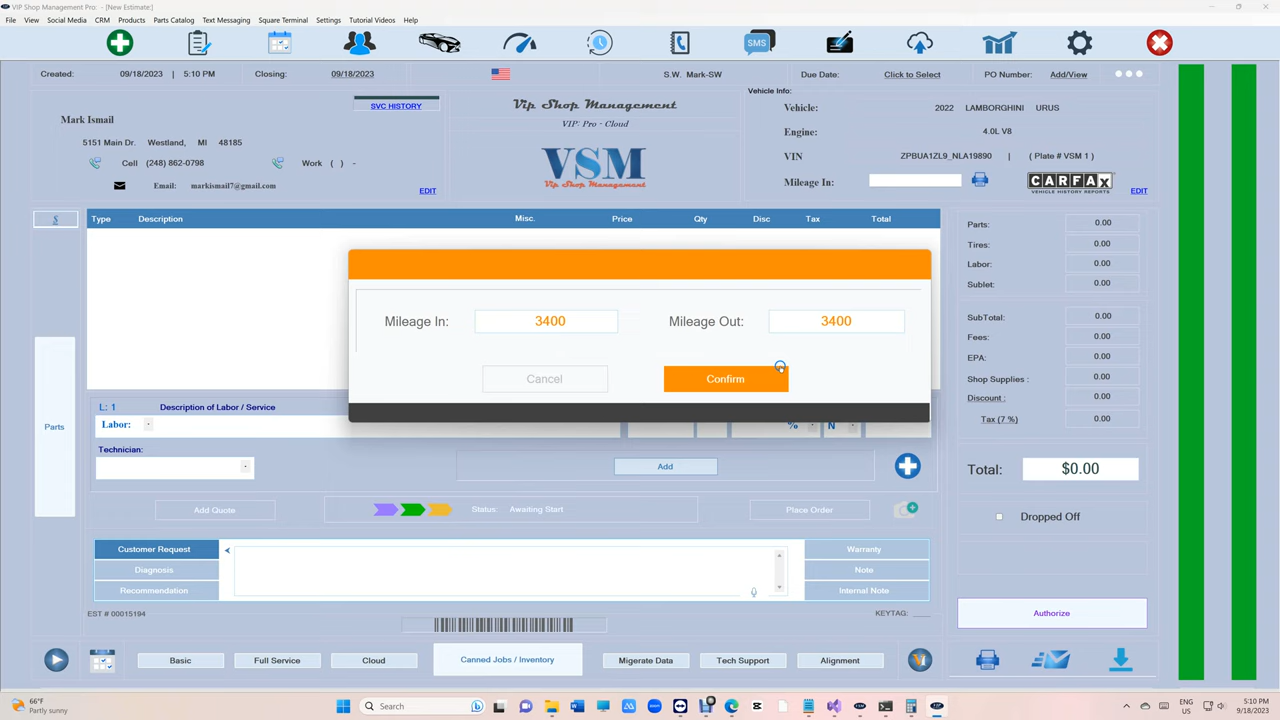 VIP Shop Management Pro: - [New Estimate:]
File View Social Media CRM Products Parts Catalog Text Messaging Square Terminal Settings Tutorial Videos Help
SMS
Created: 09/18/2023 | 5:10 PM Closing: 09/18/2023 S.W. Mark-SW Due Date: Click to Select PO Number: Add/View
SVC HISTORY
Mark Ismail
5151 Main Dr. Westland, MI 48185
Cell (248) 862-0798 Work ( ) -
Email: markismail7@gmail.com
EDIT
Vip Shop Management
VIP: Pro - Cloud
VSM
Vip Shop Management
Vehicle Info:
Vehicle: 2022 LAMBORGHINI URUS
Engine: 4.0L V8
VIN ZPBUA1ZL9_NLA19890 | ( Plate # VSM 1 )
Mileage In:
CARFAX
VEHICLE HISTORY REPORTS
EDIT
S Type Description Misc. Price Qty Disc Tax Total
Mileage In: 3400 Mileage Out: 3400
Cancel Confirm
Parts
L: 1 Description of Labor / Service
Labor: % N
Technician:
Add
Add Quote Status: Awaiting Start Place Order
Customer Request
Diagnosis
Recommendation
Warranty
Note
Internal Note
EST # 00015194 KEYTAG: ____
Parts: 0.00
Tires: 0.00
Labor: 0.00
Sublet: 0.00
SubTotal: 0.00
Fees: 0.00
EPA: 0.00
Shop Supplies : 0.00
Discount : 0.00
Tax (7 %) 0.00
Total: $0.00
Dropped Off
Authorize
Basic Full Service Cloud Canned Jobs / Inventory Migerate Data Tech Support Alignment
66°F
Partly sunny
Search
ENG
US
5:10 PM
9/18/2023